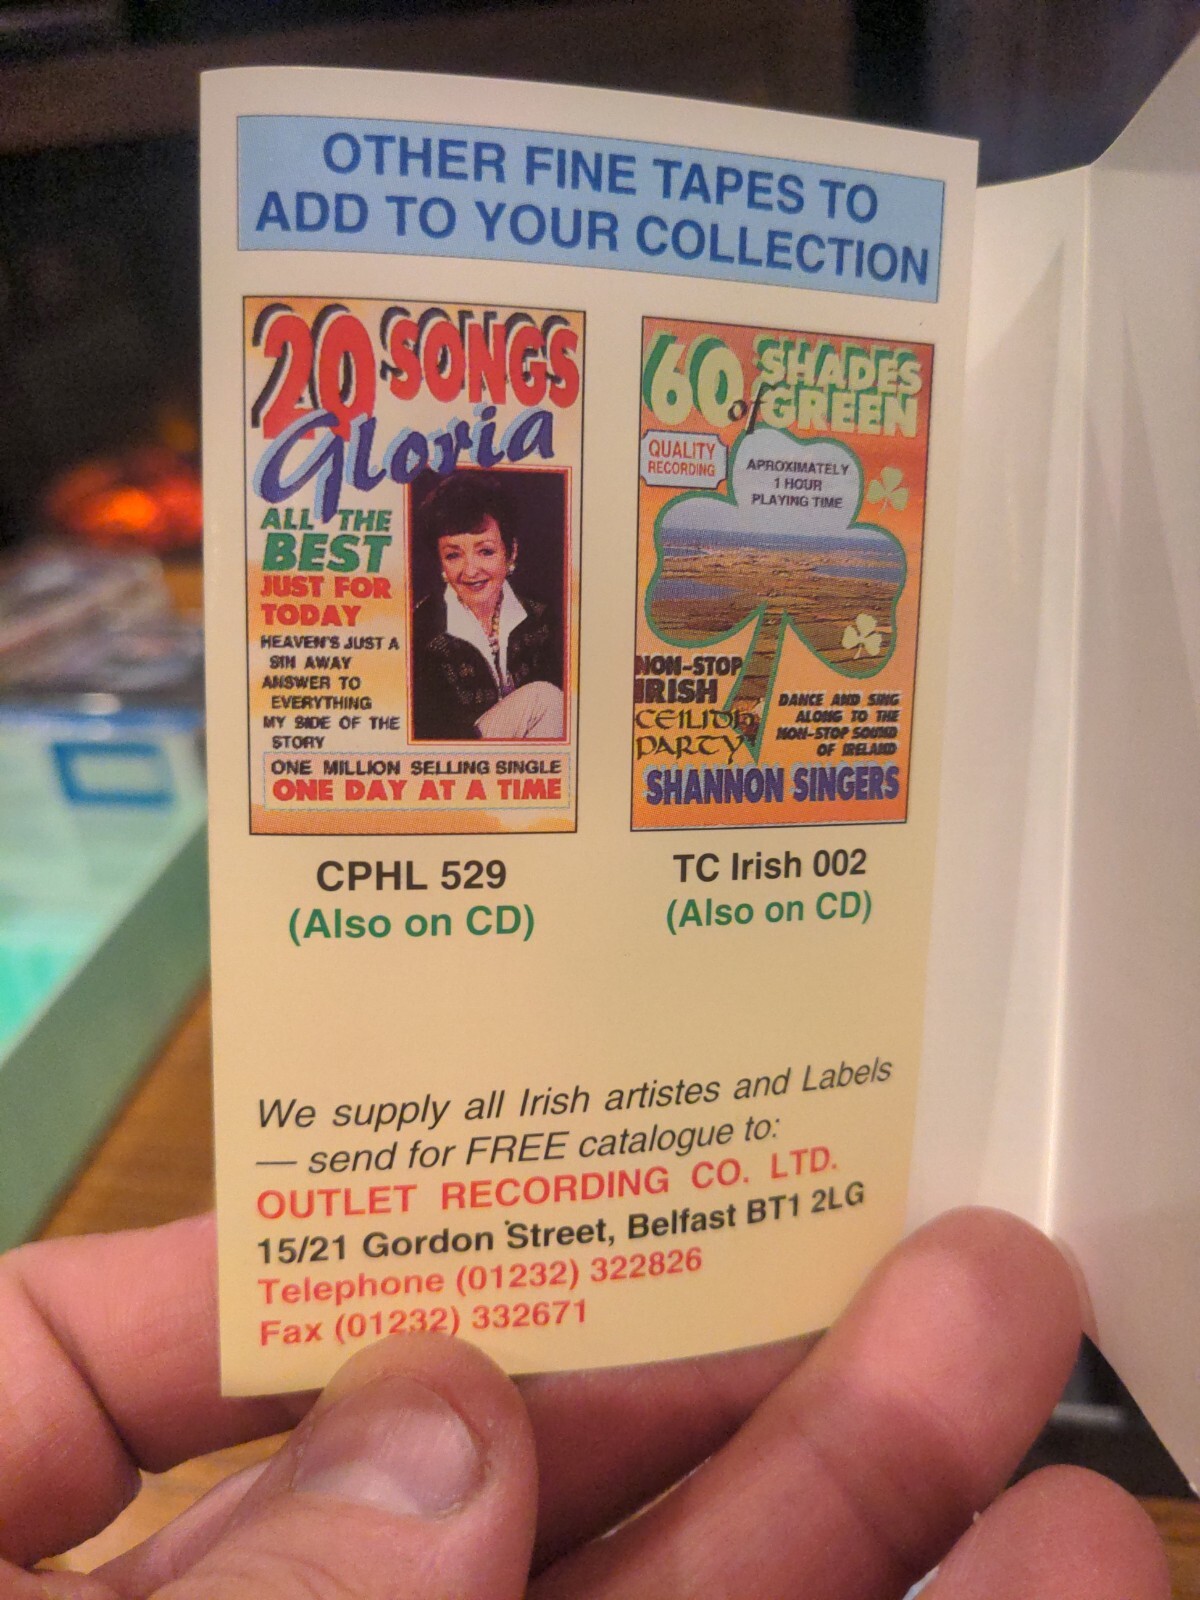 OTHER FINE TAPES TO
ADD TO YOUR COLLECTION
20 SONGS
Gloria
ALL THE
BEST
JUST FOR
TODAY
HEAVEN'S JUST A
SIN AWAY
ANSWER TO
EVERYTHING
MY SIDE OF THE
STORY
ONE MILLION SELLING SINGLE
ONE DAY AT A TIME
CPHL 529
(Also on CD)
60 SHADES
of GREEN
QUALITY
RECORDING
APROXIMATELY
1 HOUR
PLAYING TIME
NON-STOP
IRISH
CEILIDH
PARTY
DANCE AND SING
ALONG TO THE
NON-STOP SOUND
OF IRELAND
SHANNON SINGERS
TC Irish 002
(Also on CD)
We supply all Irish artistes and Labels
— send for FREE catalogue to:
OUTLET RECORDING CO. LTD.
15/21 Gordon Street, Belfast BT1 2LG
Telephone (01232) 322826
Fax (01232) 332671